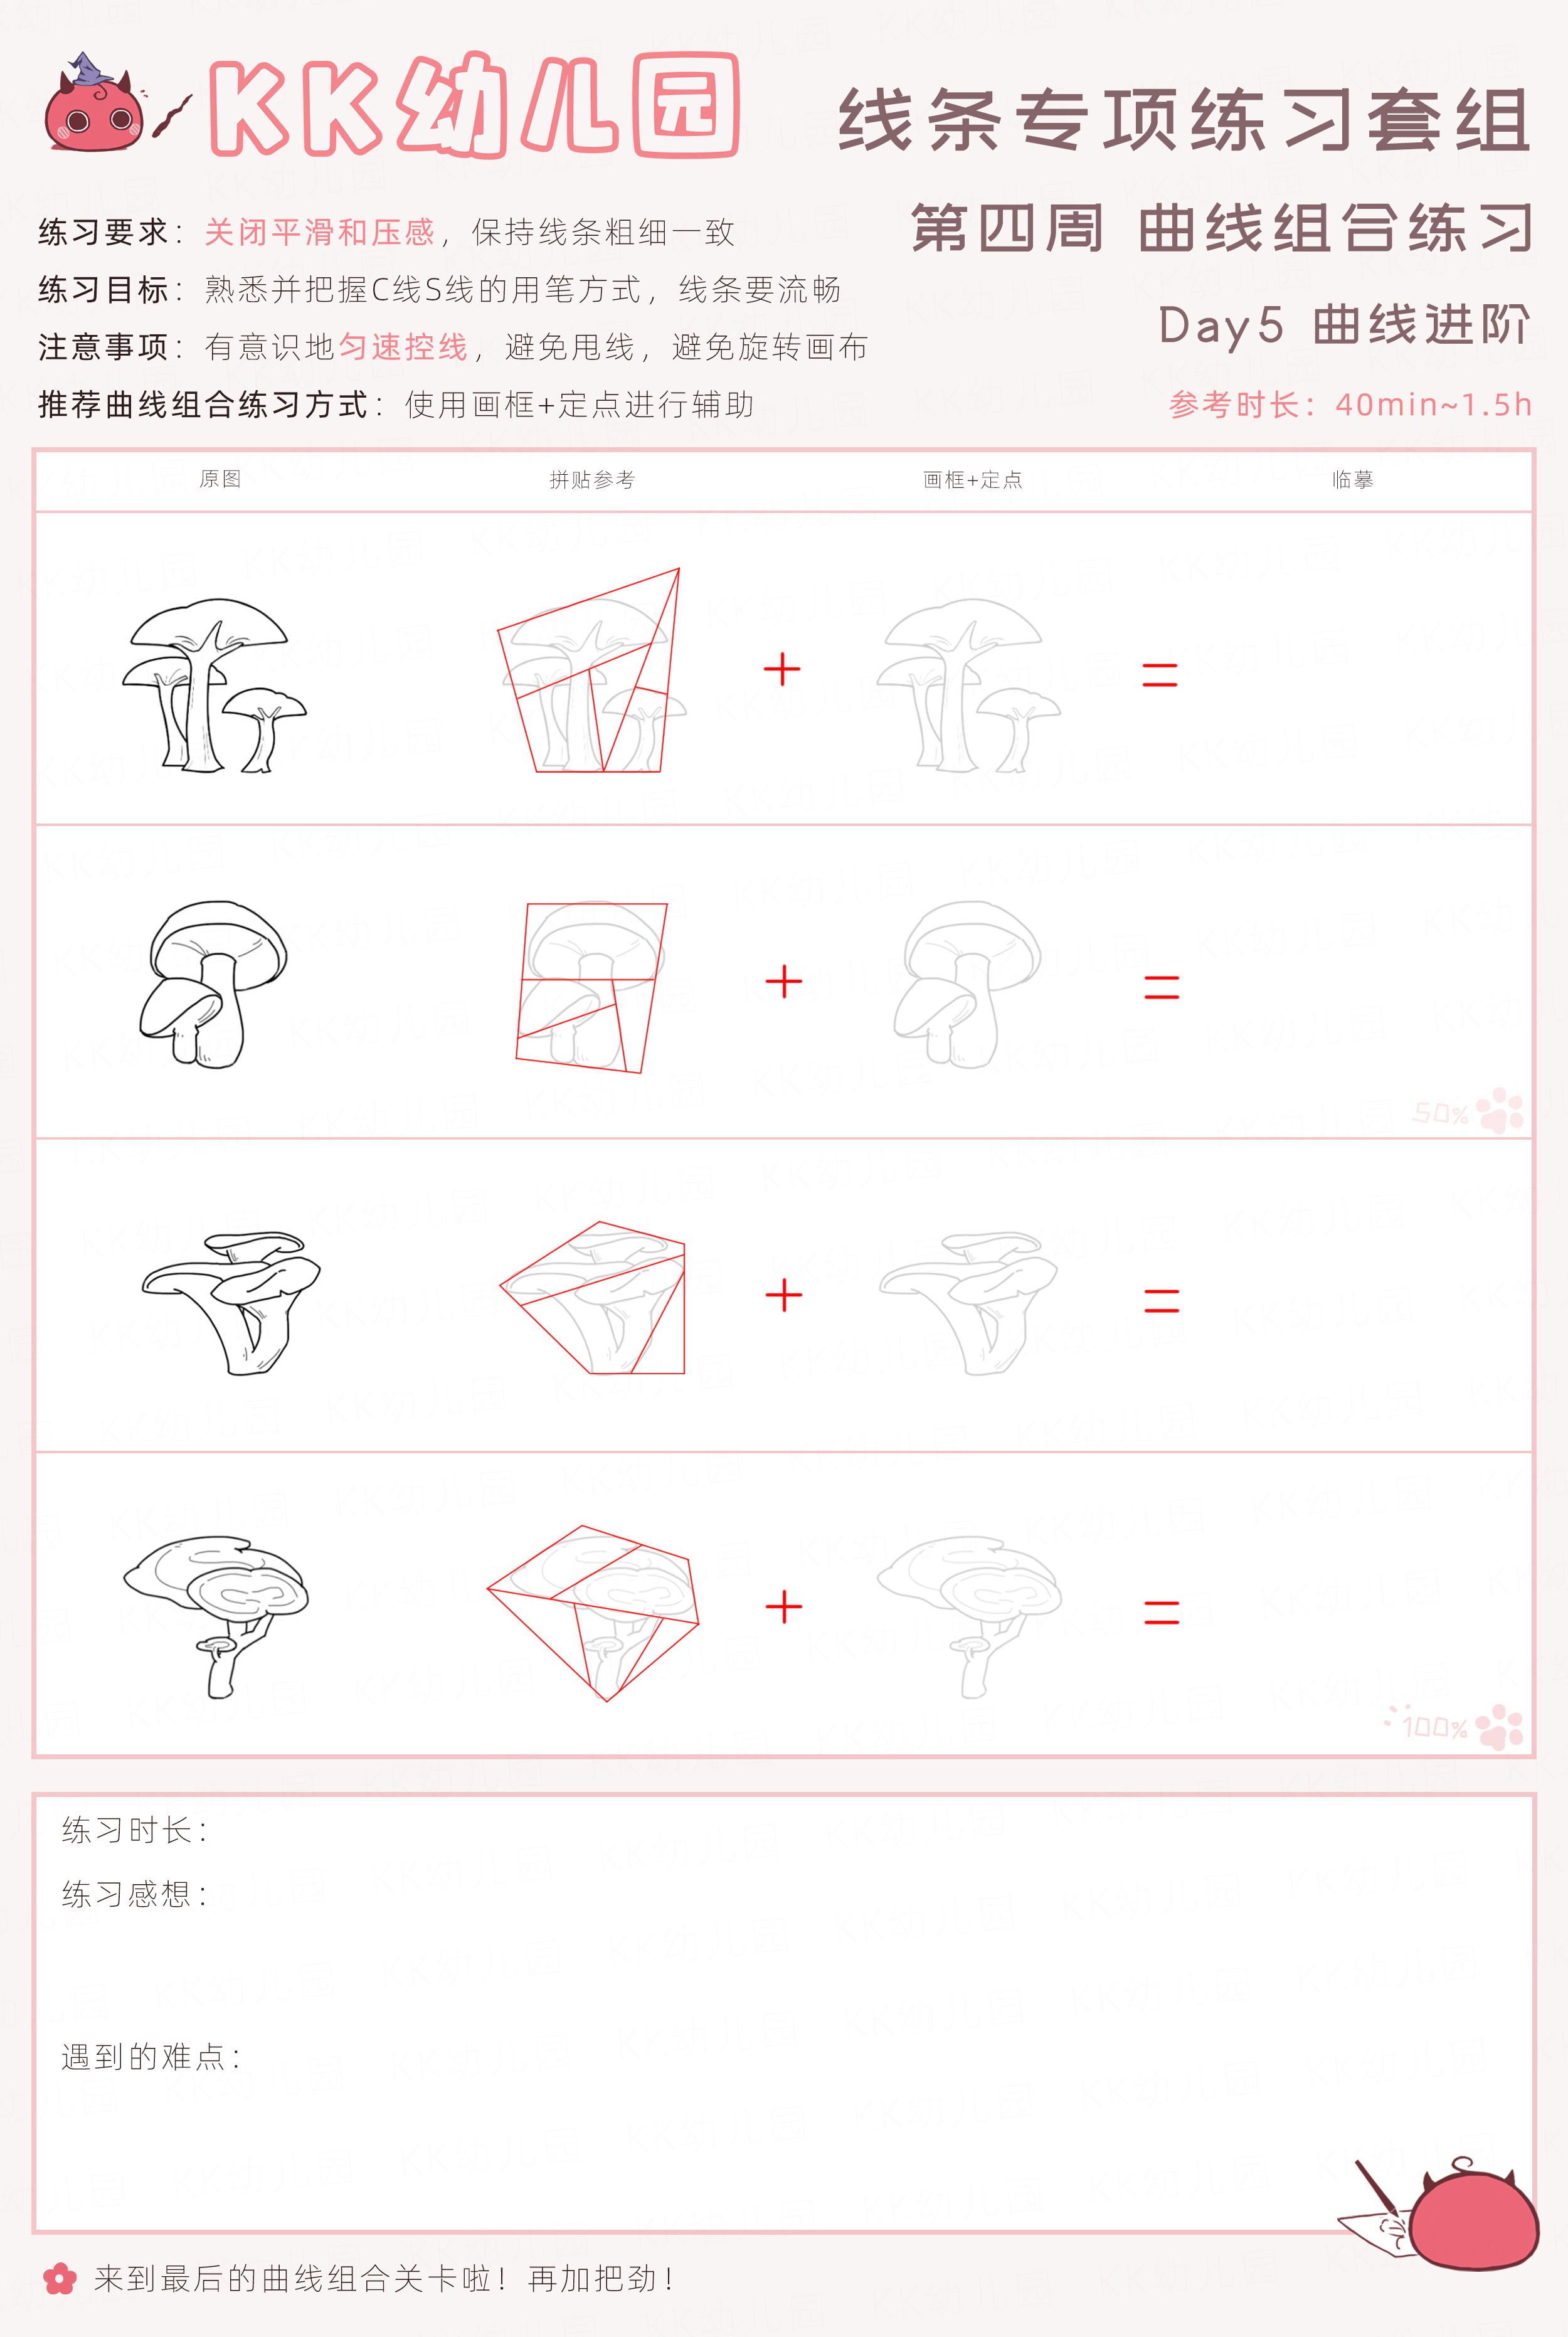 KK幼儿园
线条专项练习套组
第四周 曲线组合练习
Day5 曲线进阶
参考时长：40min~1.5h
练习要求：关闭平滑和压感，保持线条粗细一致
练习目标：熟悉并把握C线S线的用笔方式，线条要流畅
注意事项：有意识地匀速控线，避免甩线，避免旋转画布
推荐曲线组合练习方式：使用画框+定点进行辅助
原图 拼贴参考 画框+定点 临摹
+ =
+ =
50%
+ =
+ =
100%
练习时长：
练习感想：
遇到的难点：
来到最后的曲线组合关卡啦！再加把劲！